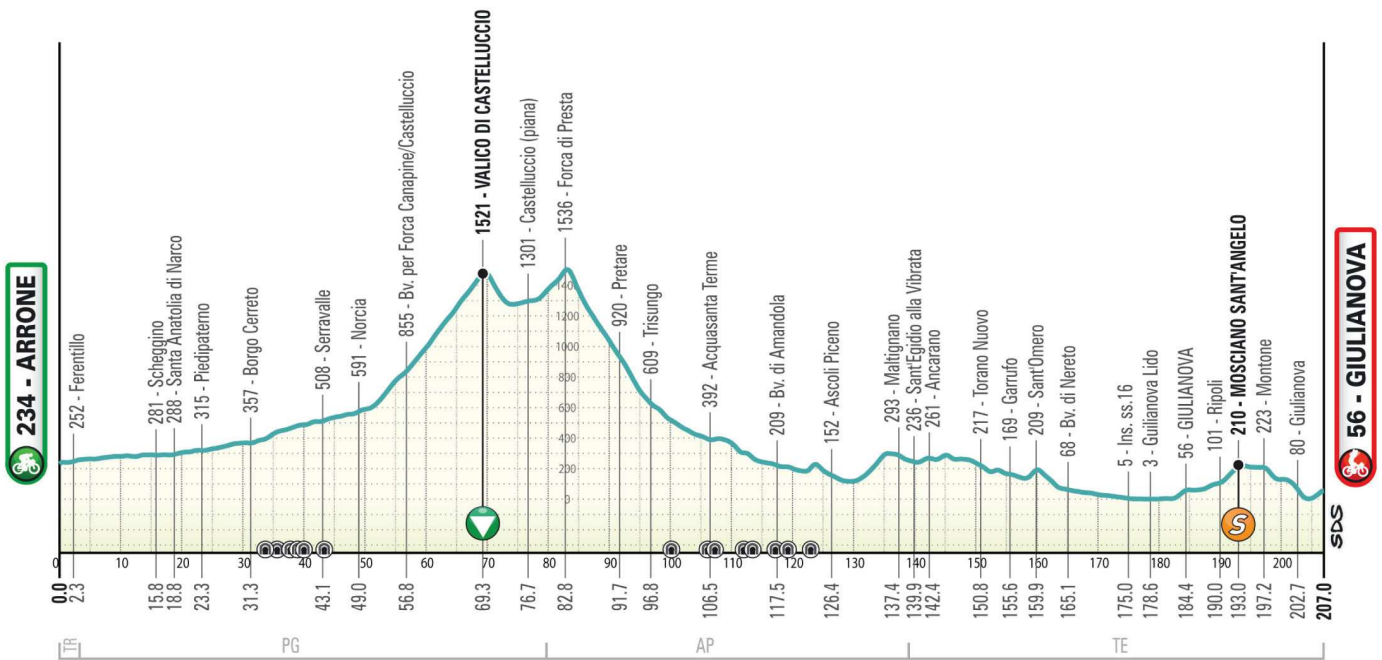 234 - ARRONE
252 - Ferentillo
281 - Scheggino
288 - Santa Anatolia di Narco
315 - Piedipaterno
357 - Borgo Cerreto
508 - Serravalle
591 - Norcia
855 - Bv. per Forca Canapine/Castelluccio
1521 - VALICO DI CASTELLUCCIO
1301 - Castelluccio (piana)
1536 - Forca di Presta
920 - Pretare
609 - Trisungo
392 - Acquasanta Terme
209 - Bv. di Amandola
152 - Ascoli Piceno
293 - Maltignano
236 - Sant'Egidio alla Vibrata
261 - Ancarano
217 - Torano Nuovo
169 - Garrufo
209 - Sant'Omero
68 - Bv. di Nereto
5 - Ins. ss.16
3 - Guilianova Lido
56 - GIULIANOVA
101 - Ripoli
210 - MOSCIANO SANT'ANGELO
223 - Montone
80 - Giulianova
56 - GIULIANOVA
1400
1200
1000
800
600
400
200
0
S
SDS
0 10 20 30 40 50 60 70 80 90 100 110 120 130 140 150 160 170 180 190 200
0.0 2.3 15.8 18.8 23.3 31.3 43.1 49.0 56.8 69.3 76.7 82.8 91.7 96.8 106.5 117.5 126.4 137.4 139.9 142.4 150.8 155.6 159.9 165.1 175.0 178.6 184.4 190.0 193.0 197.2 202.7 207.0
TR PG AP TE